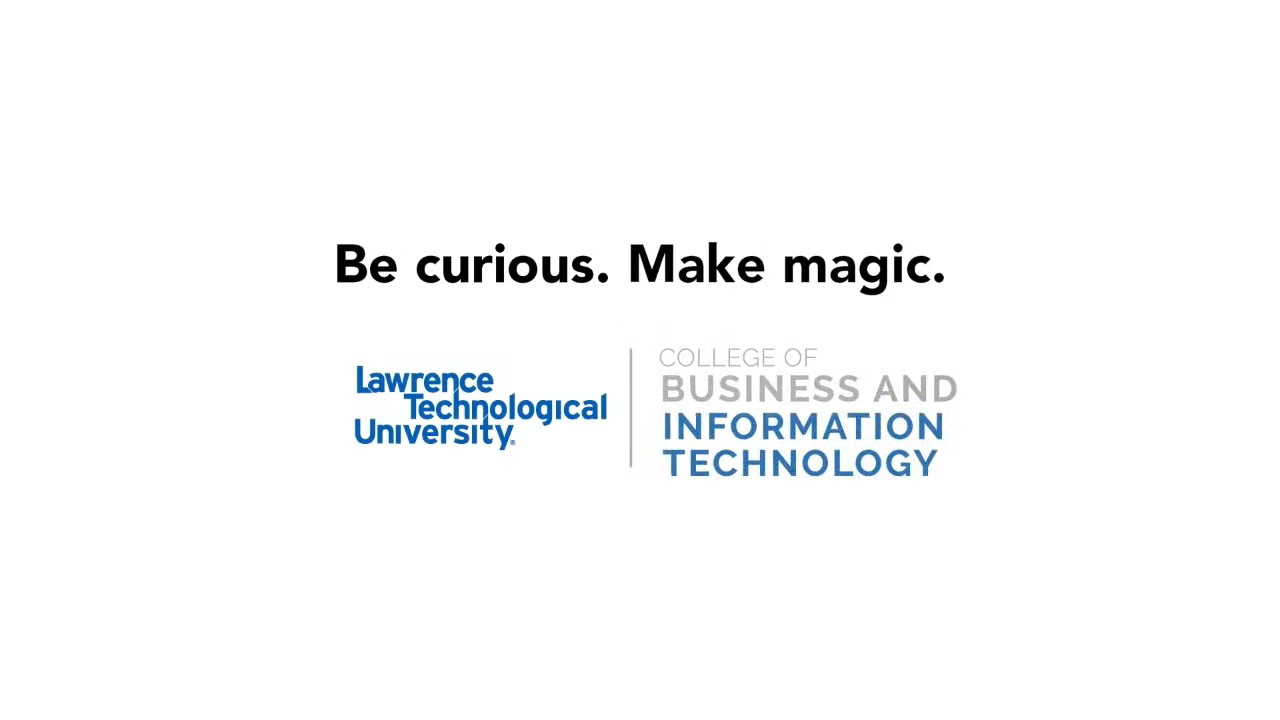 Be curious. Make magic.
Lawrence
Technological
University®
COLLEGE OF
BUSINESS AND
INFORMATION
TECHNOLOGY